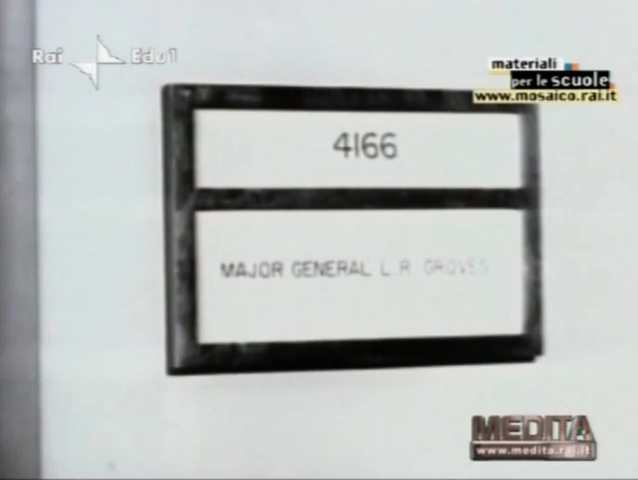 Rai Edu1
materiali
per le scuole
www.mosaico.rai.it
4166
MAJOR GENERAL L.R. GROVES
MEDITA
www.medita.rai.it